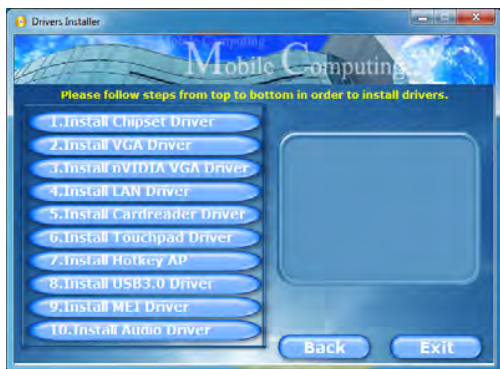 Drivers Installer
Mobile Computing
Mobile Computing
Please follow steps from top to bottom in order to install drivers.
1.Install Chipset Driver
2.Install VGA Driver
3.Install nVIDIA VGA Driver
4.Install LAN Driver
5.Install Cardreader Driver
6.Install Touchpad Driver
7.Install Hotkey AP
8.Install USB3.0 Driver
9.Install MEI Driver
10.Install Audio Driver
Back
Exit